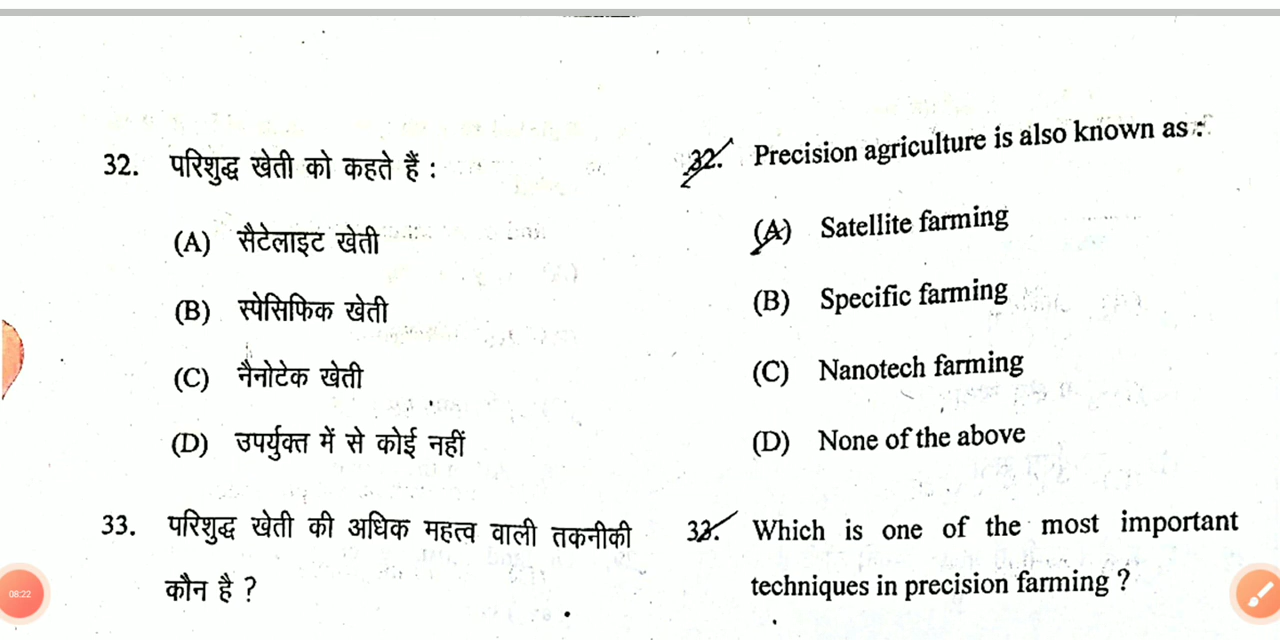 32. परिशुद्ध खेती को कहते हैं :
(A) सैटेलाइट खेती
(B) स्पेसिफिक खेती
(C) नैनोटेक खेती
(D) उपर्युक्त में से कोई नहीं
33. परिशुद्ध खेती की अधिक महत्व वाली तकनीकी
कौन है ?
32. Precision agriculture is also known as :
(A) Satellite farming
(B) Specific farming
(C) Nanotech farming
(D) None of the above
33. Which is one of the most important
techniques in precision farming ?
08:22